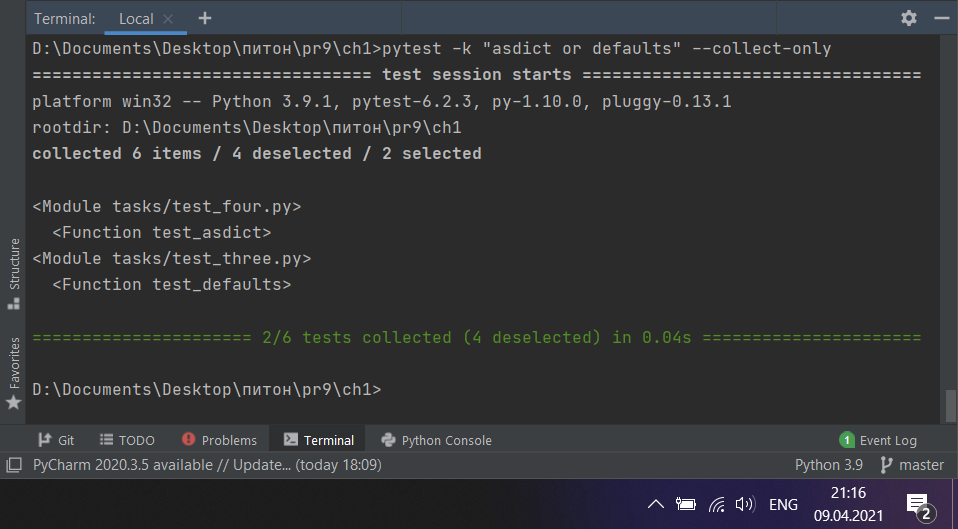 Terminal: Local × +
D:\Documents\Desktop\питон\pr9\ch1>pytest -k "asdict or defaults" --collect-only
================================== test session starts ==================================
platform win32 -- Python 3.9.1, pytest-6.2.3, py-1.10.0, pluggy-0.13.1
rootdir: D:\Documents\Desktop\питон\pr9\ch1
collected 6 items / 4 deselected / 2 selected
<Module tasks/test_four.py>
<Function test_asdict>
<Module tasks/test_three.py>
<Function test_defaults>
====================== 2/6 tests collected (4 deselected) in 0.04s ======================
D:\Documents\Desktop\питон\pr9\ch1>
Structure
Favorites
Git TODO Problems Terminal Python Console 1 Event Log
PyCharm 2020.3.5 available // Update... (today 18:09) Python 3.9 master
ENG 21:16
09.04.2021 2